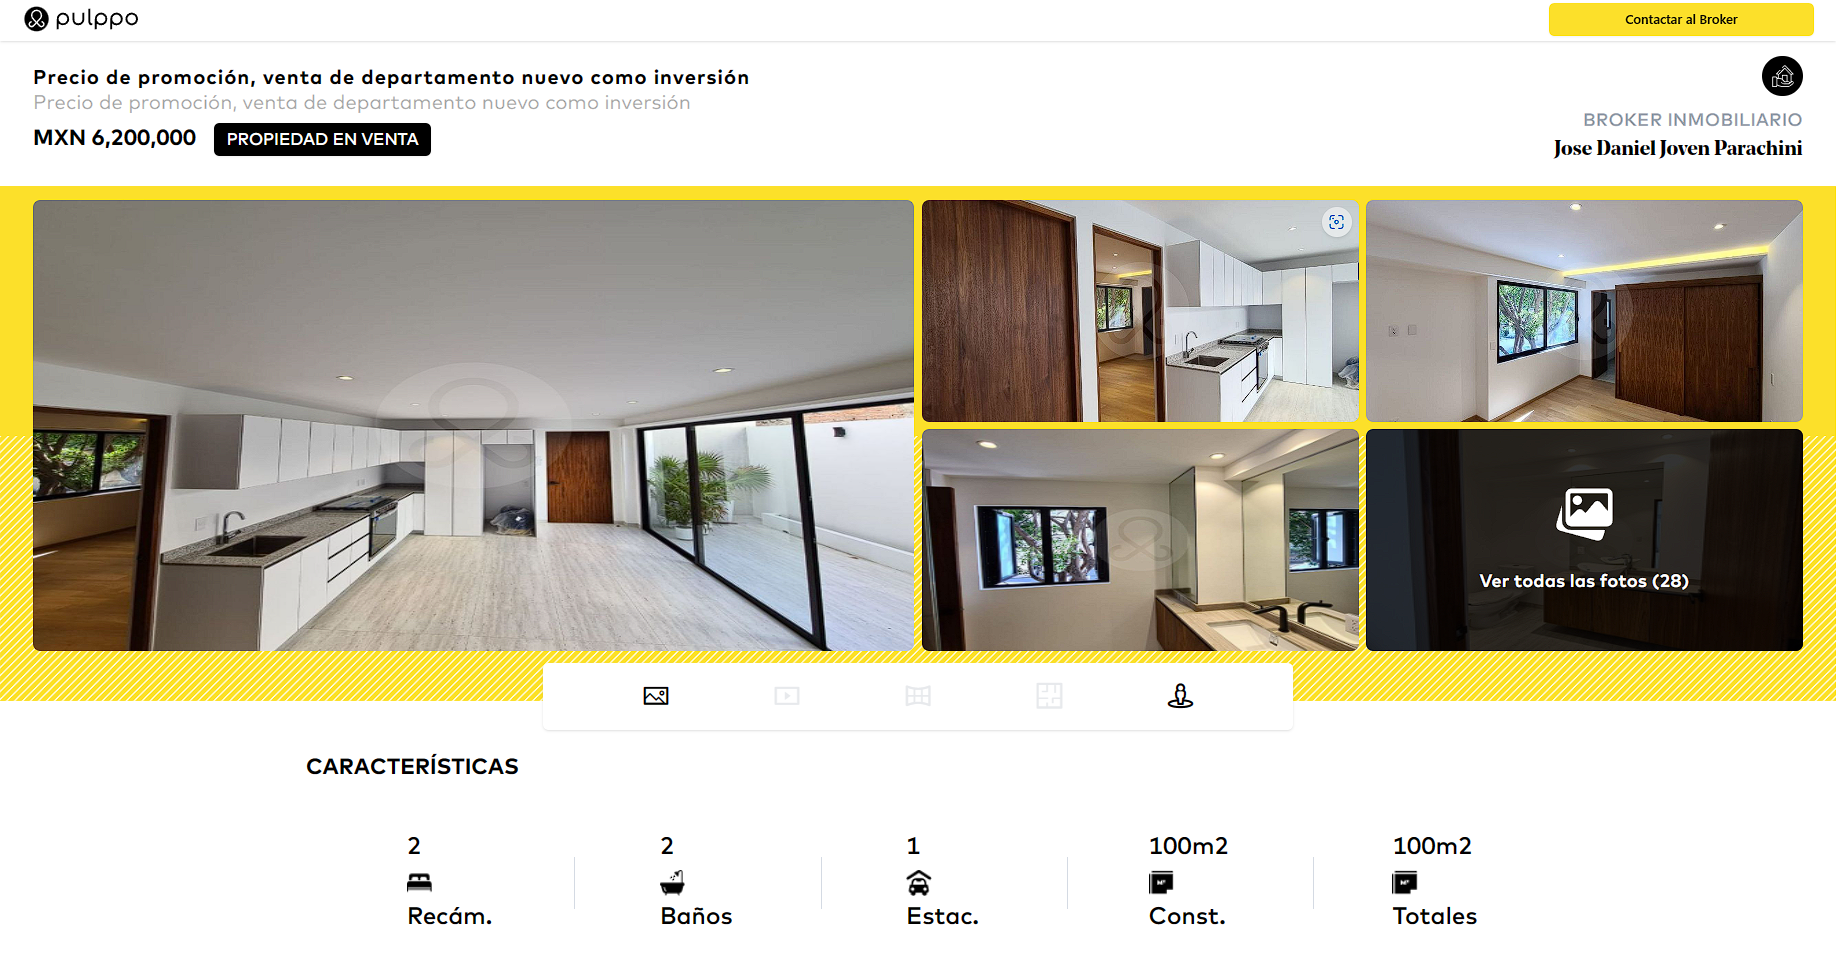 pulppo
Contactar al Broker
Precio de promoción, venta de departamento nuevo como inversión
Precio de promoción, venta de departamento nuevo como inversión
MXN 6,200,000 PROPIEDAD EN VENTA
BROKER INMOBILIARIO
Jose Daniel Joven Parachini
Ver todas las fotos (28)
CARACTERÍSTICAS
2 2 1 100m2 100m2
Recám. Baños Estac. Const. Totales